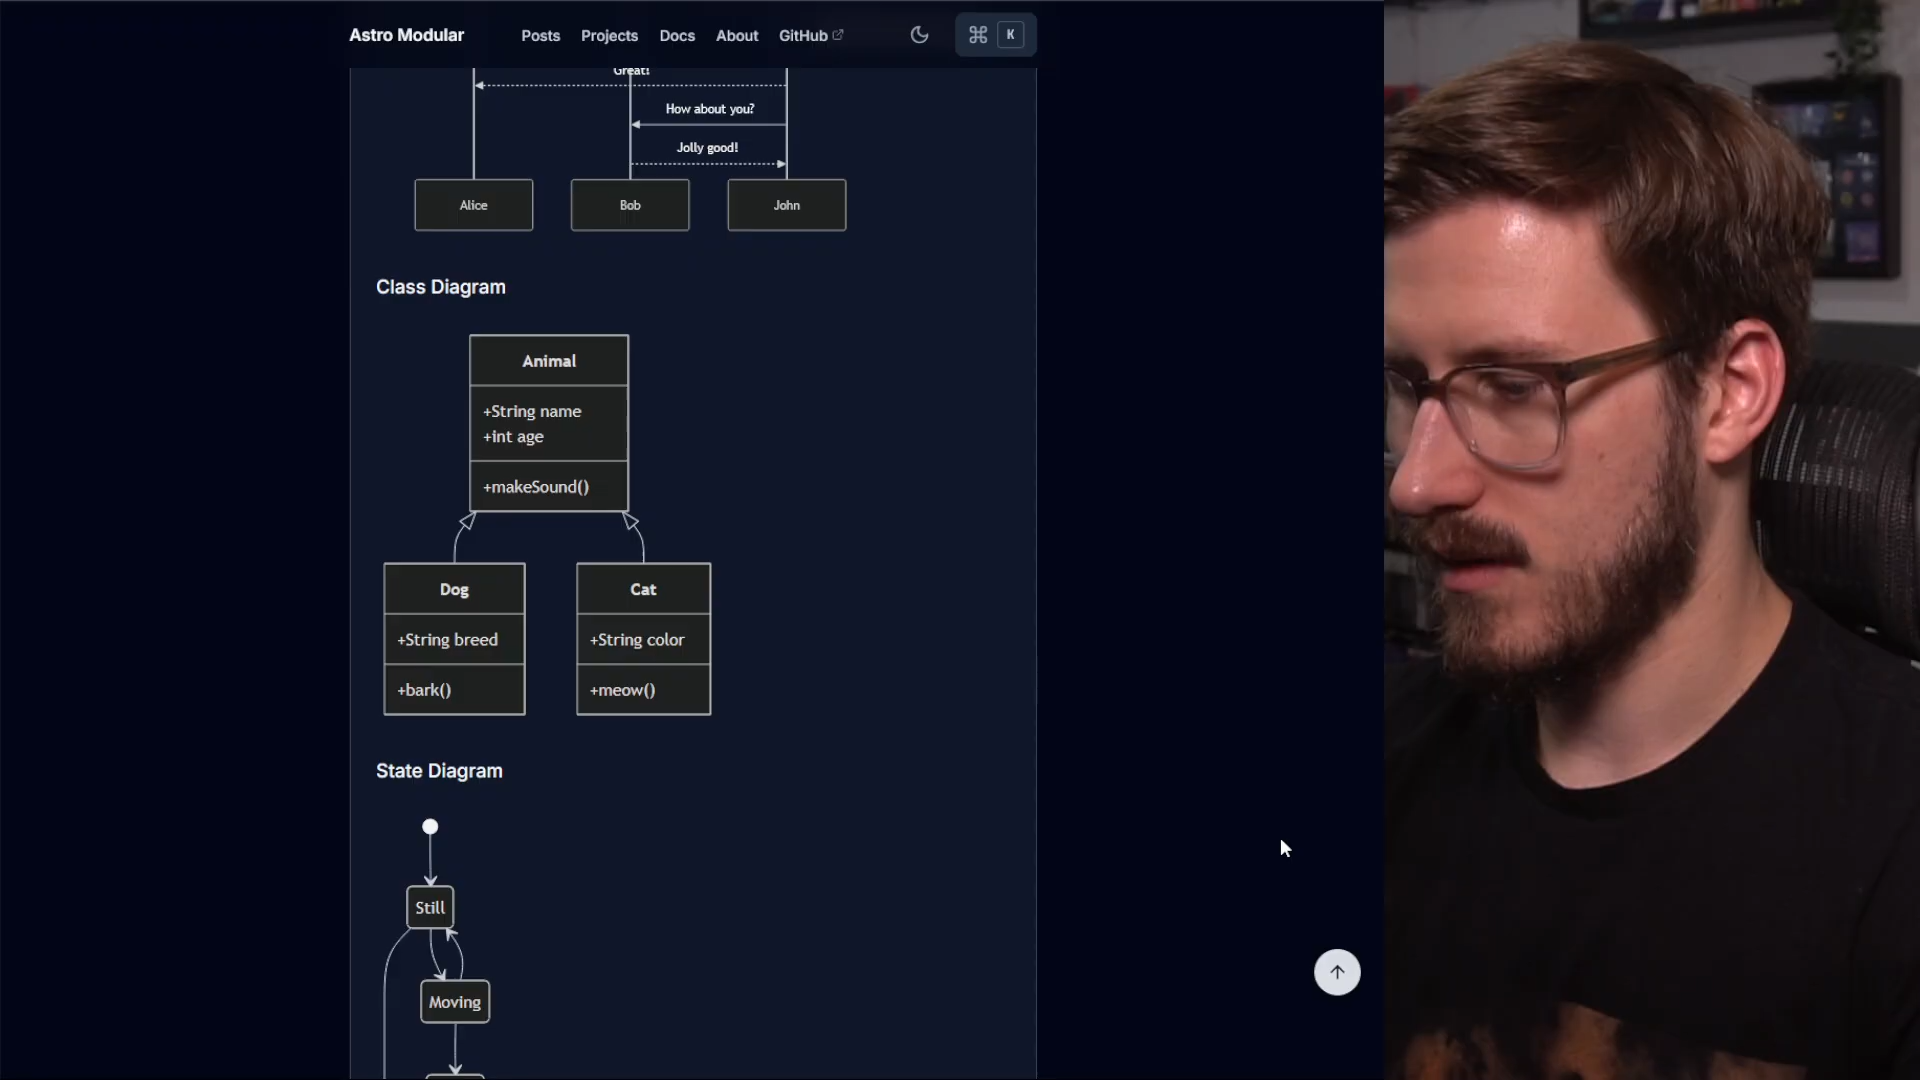 Astro Modular
Posts
Projects
Docs
About
GitHub
⌘ K
Great!
How about you?
Jolly good!
Alice
Bob
John
Class Diagram
Animal
+String name
+int age
+makeSound()
Dog
+String breed
+bark()
Cat
+String color
+meow()
State Diagram
Still
Moving